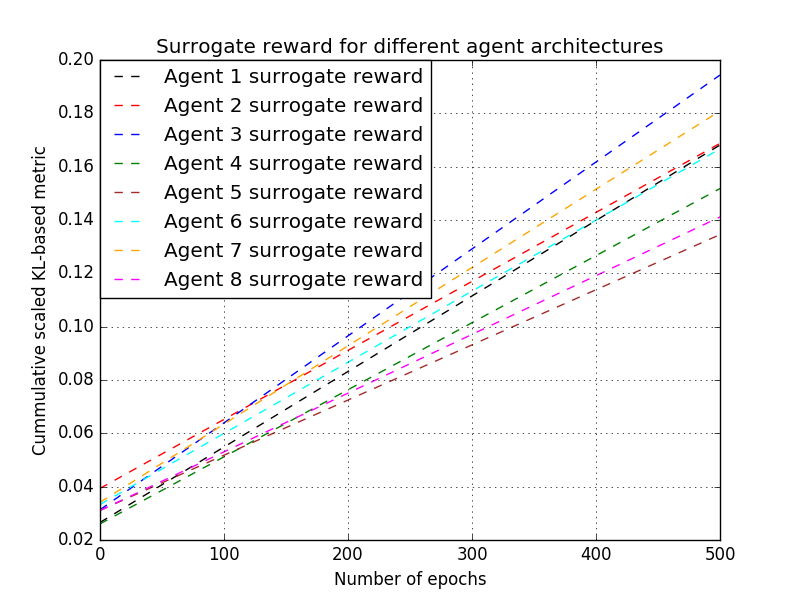 Surrogate reward for different agent architectures
Cummulative scaled KL-based metric
0.20
0.18
0.16
0.14
0.12
0.10
0.08
0.06
0.04
0.02
Agent 1 surrogate reward
Agent 2 surrogate reward
Agent 3 surrogate reward
Agent 4 surrogate reward
Agent 5 surrogate reward
Agent 6 surrogate reward
Agent 7 surrogate reward
Agent 8 surrogate reward
0 100 200 300 400 500
Number of epochs